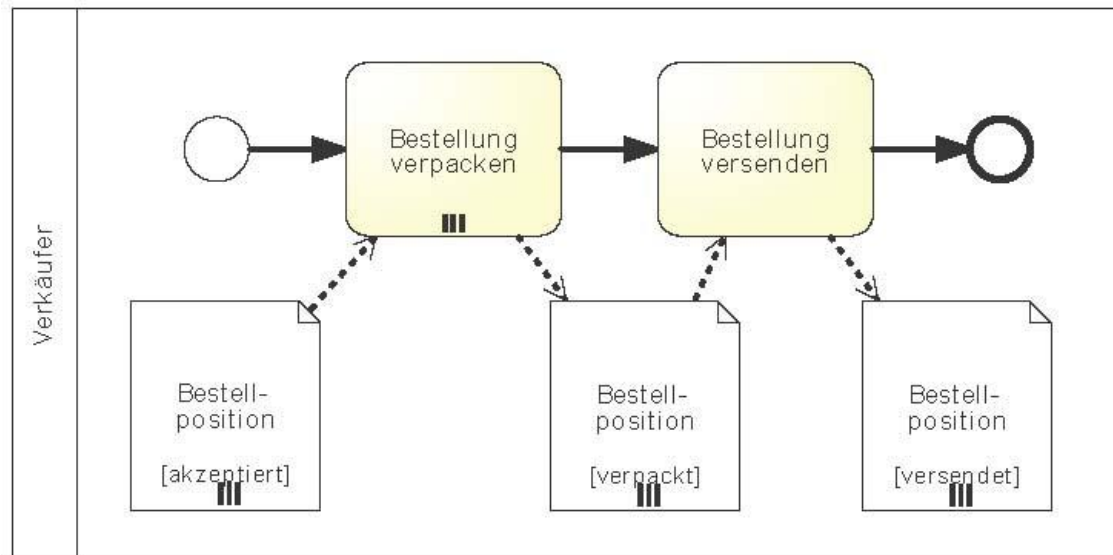 Verkäufer
Bestellung
verpacken
Bestellung
versenden
Bestell-
position
[akzeptiert]
Bestell-
position
[verpackt]
Bestell-
position
[versendet]